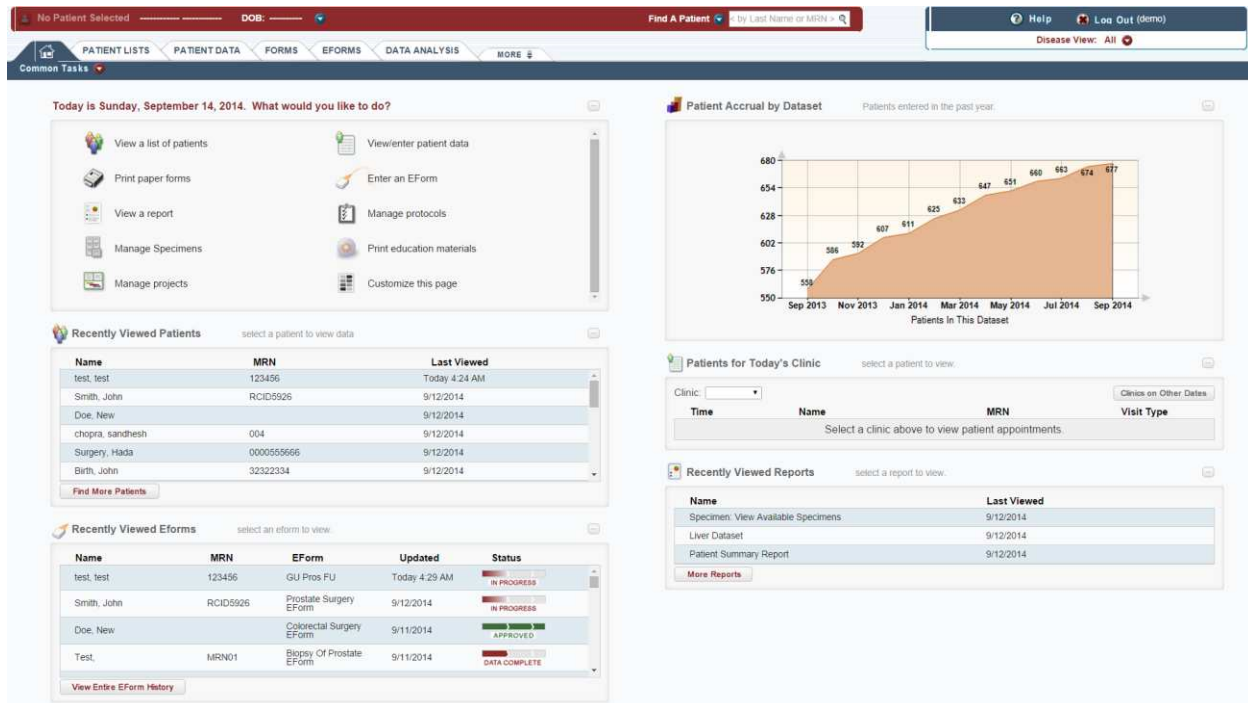 No Patient Selected ------------ ------------ DOB: ----------
Find A Patient < by Last Name or MRN >
Help Log Out (demo)
Disease View: All
PATIENT LISTS PATIENT DATA FORMS EFORMS DATA ANALYSIS MORE
Common Tasks
Today is Sunday, September 14, 2014. What would you like to do?
View a list of patients View/enter patient data
Print paper forms Enter an EForm
View a report Manage protocols
Manage Specimens Print education materials
Manage projects Customize this page
Recently Viewed Patients select a patient to view data
Name MRN Last Viewed
test, test 123456 Today 4:24 AM
Smith, John RCID5926 9/12/2014
Doe, New 9/12/2014
chopra, sandhesh 004 9/12/2014
Surgery, Hada 0000555666 9/12/2014
Birth, John 32322334 9/12/2014
Find More Patients
Recently Viewed Eforms select an eform to view.
Name MRN EForm Updated Status
test, test 123456 GU Pros FU Today 4:29 AM IN PROGRESS
Smith, John RCID5926 Prostate Surgery EForm 9/12/2014 IN PROGRESS
Doe, New Colorectal Surgery EForm 9/11/2014 APPROVED
Test, MRN01 Biopsy Of Prostate EForm 9/11/2014 DATA COMPLETE
View Entire EForm History
Patient Accrual by Dataset Patients entered in the past year.
680
654
628
602
576
550
558 586 592 607 611 625 633 647 651 660 663 674 677
Sep 2013 Nov 2013 Jan 2014 Mar 2014 May 2014 Jul 2014 Sep 2014
Patients In This Dataset
Patients for Today's Clinic select a patient to view.
Clinic: Clinics on Other Dates
Time Name MRN Visit Type
Select a clinic above to view patient appointments.
Recently Viewed Reports select a report to view.
Name Last Viewed
Specimen: View Available Specimens 9/12/2014
Liver Dataset 9/12/2014
Patient Summary Report 9/12/2014
More Reports